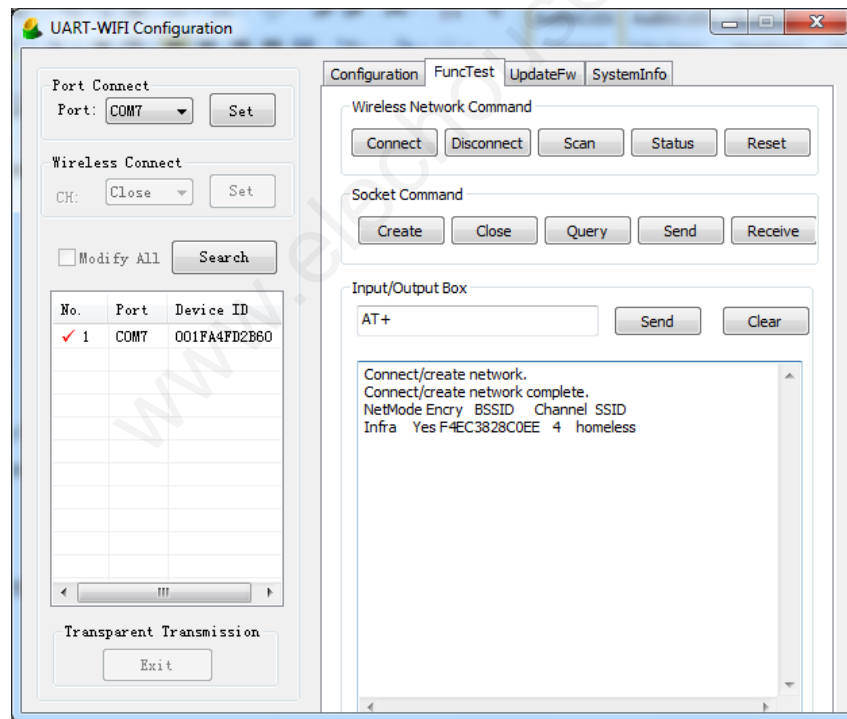 UART-WIFI Configuration
Port Connect
Port: COM7 Set
Wireless Connect
CH: Close Set
Modify All Search
No. Port Device ID
1 COM7 001FA4FD2B60
Transparent Transmission
Exit
Configuration FuncTest UpdateFw SystemInfo
Wireless Network Command
Connect Disconnect Scan Status Reset
Socket Command
Create Close Query Send Receive
Input/Output Box
AT+ Send Clear
Connect/create network.
Connect/create network complete.
NetMode Encry BSSID Channel SSID
Infra Yes F4EC3828C0EE 4 homeless